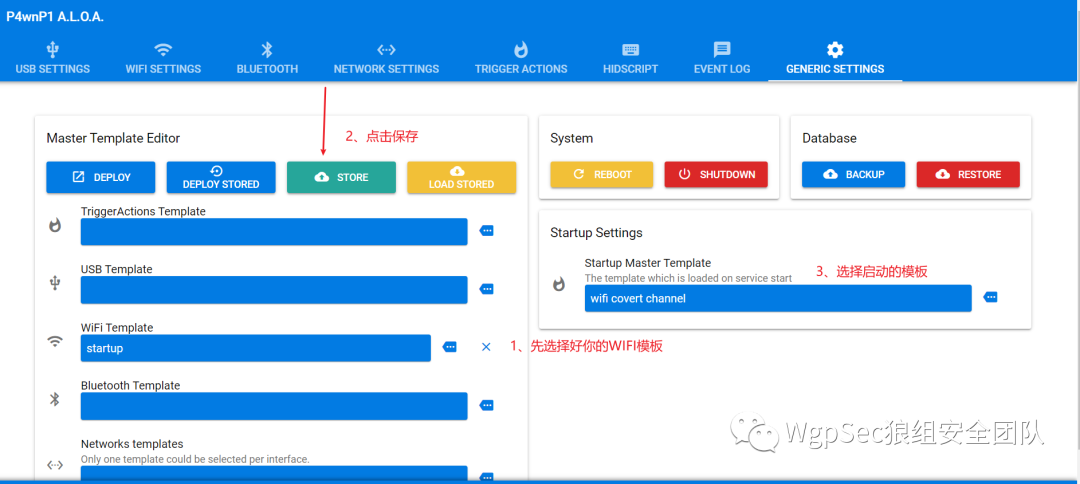 P4wnP1 A.L.O.A.
USB SETTINGS
WIFI SETTINGS
BLUETOOTH
NETWORK SETTINGS
TRIGGER ACTIONS
HIDSCRIPT
EVENT LOG
GENERIC SETTINGS
Master Template Editor
2、点击保存
DEPLOY
DEPLOY STORED
STORE
LOAD STORED
TriggerActions Template
USB Template
WiFi Template
startup
1、先选择好你的WIFI模板
Bluetooth Template
Networks templates
Only one template could be selected per interface.
System
REBOOT
SHUTDOWN
Database
BACKUP
RESTORE
Startup Settings
Startup Master Template
The template which is loaded on service start
3、选择启动的模板
wifi covert channel
WgpSec狼组安全团队